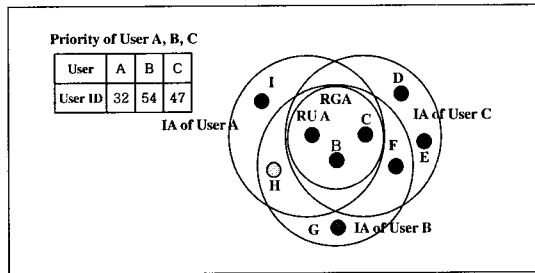 Priority of User A, B, C
User A B C
User ID 32 54 47
I
D
RGA
IA of User A
RU A
C
IA of User C
B
F
E
H
G
IA of User B